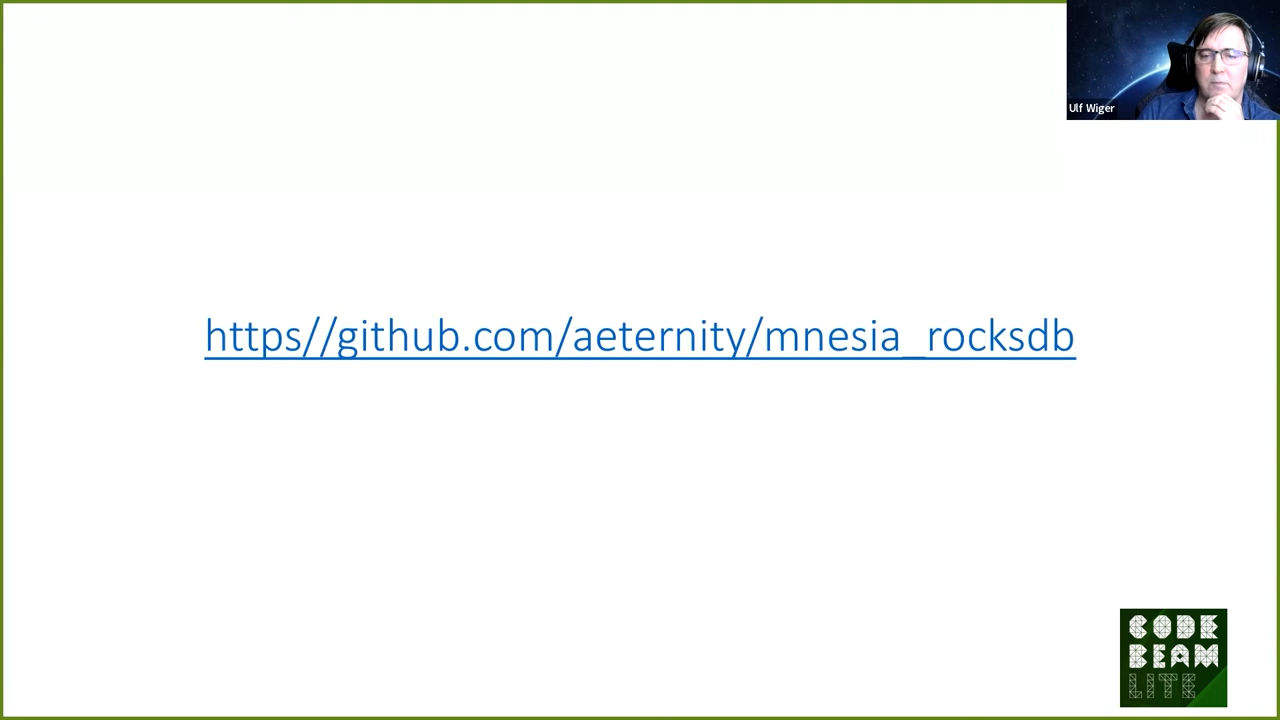 Ulf Wiger
https//github.com/aeternity/mnesia_rocksdb
CODE
BEAM
LITE